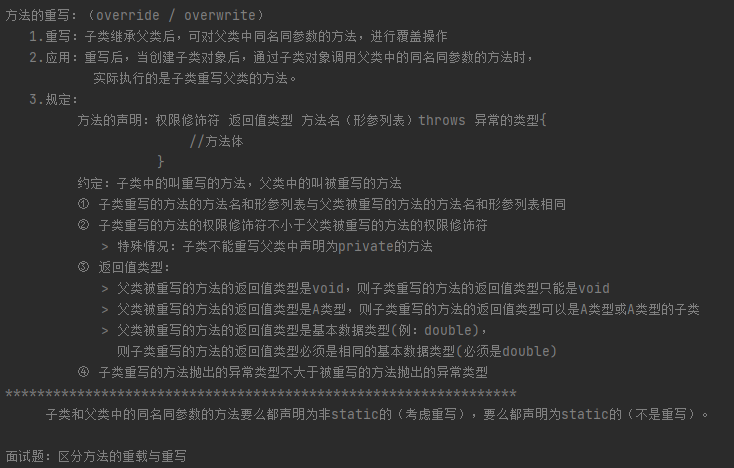 方法的重写:（override / overwrite）
1.重写: 子类继承父类后，可对父类中同名同参数的方法，进行覆盖操作
2.应用: 重写后，当创建子类对象后，通过子类对象调用父类中的同名同参数的方法时，
实际执行的是子类重写父类的方法。
3.规定:
方法的声明: 权限修饰符 返回值类型 方法名（形参列表）throws 异常的类型{
//方法体
}
约定: 子类中的叫重写的方法，父类中的叫被重写的方法
① 子类重写的方法的方法名和形参列表与父类被重写的方法的方法名和形参列表相同
② 子类重写的方法的权限修饰符不小于父类被重写的方法的权限修饰符
> 特殊情况: 子类不能重写父类中声明为private的方法
③ 返回值类型:
> 父类被重写的方法的返回值类型是void，则子类重写的方法的返回值类型只能是void
> 父类被重写的方法的返回值类型是A类型，则子类重写的方法的返回值类型可以是A类型或A类型的子类
> 父类被重写的方法的返回值类型是基本数据类型(例: double)，
则子类重写的方法的返回值类型必须是相同的基本数据类型(必须是double)
④ 子类重写的方法抛出的异常类型不大于被重写的方法抛出的异常类型
****************************************************************
子类和父类中的同名同参数的方法要么都声明为非static的（考虑重写），要么都声明为static的（不是重写）。
面试题: 区分方法的重载与重写